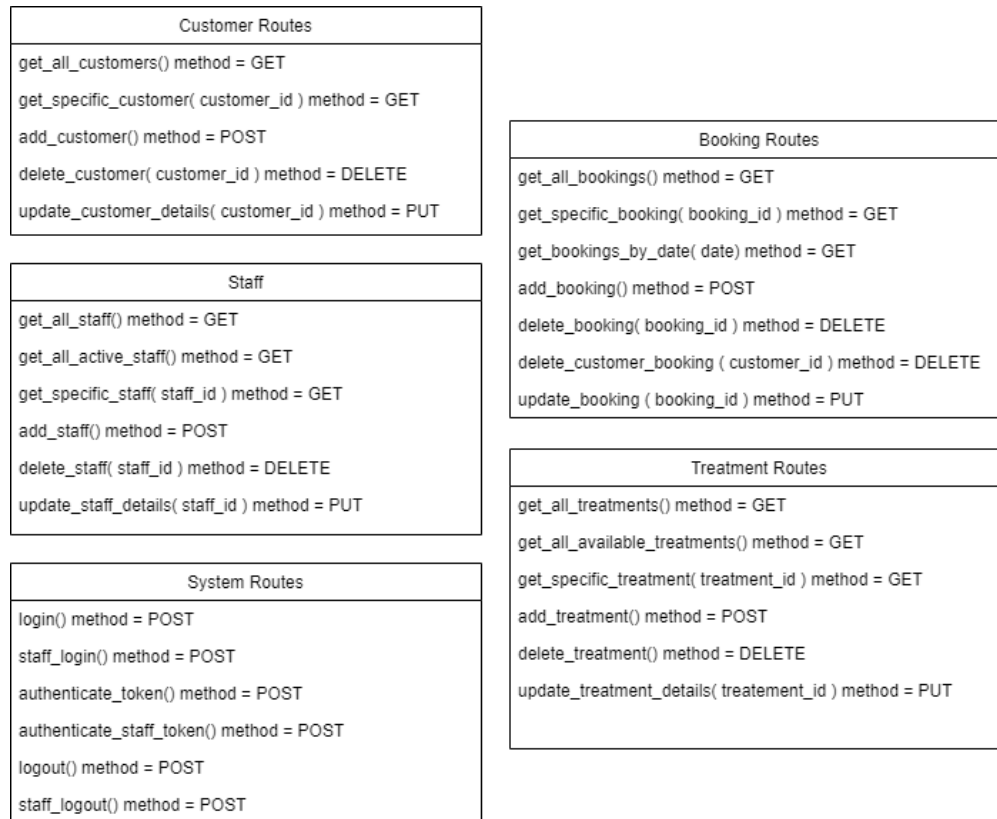 Customer Routes
get_all_customers() method = GET
get_specific_customer( customer_id ) method = GET
add_customer() method = POST
delete_customer( customer_id ) method = DELETE
update_customer_details( customer_id ) method = PUT
Staff
get_all_staff() method = GET
get_all_active_staff() method = GET
get_specific_staff( staff_id ) method = GET
add_staff() method = POST
delete_staff( staff_id ) method = DELETE
update_staff_details( staff_id ) method = PUT
System Routes
login() method = POST
staff_login() method = POST
authenticate_token() method = POST
authenticate_staff_token() method = POST
logout() method = POST
staff_logout() method = POST
Booking Routes
get_all_bookings() method = GET
get_specific_booking( booking_id ) method = GET
get_bookings_by_date( date) method = GET
add_booking() method = POST
delete_booking( booking_id ) method = DELETE
delete_customer_booking ( customer_id ) method = DELETE
update_booking ( booking_id ) method = PUT
Treatment Routes
get_all_treatments() method = GET
get_all_available_treatments() method = GET
get_specific_treatment( treatment_id ) method = GET
add_treatment() method = POST
delete_treatment() method = DELETE
update_treatment_details( treatement_id ) method = PUT